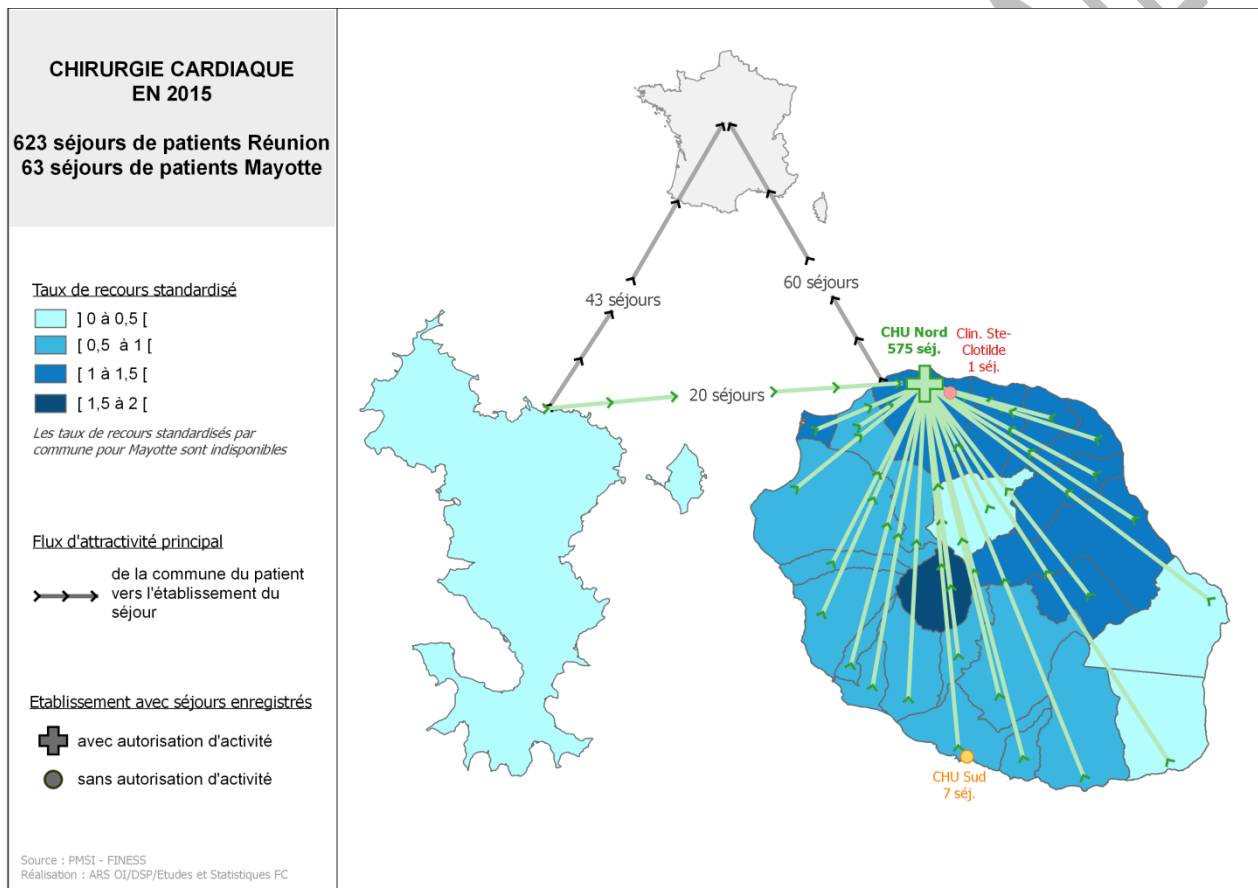 CHIRURGIE CARDIAQUE
EN 2015
623 séjours de patients Réunion
63 séjours de patients Mayotte
Taux de recours standardisé
] 0 à 0,5 [
[ 0,5 à 1 [
[ 1 à 1,5 [
[ 1,5 à 2 [
Les taux de recours standardisés par
commune pour Mayotte sont indisponibles
Flux d'attractivité principal
de la commune du patient
vers l'établissement du
séjour
Etablissement avec séjours enregistrés
avec autorisation d'activité
sans autorisation d'activité
Source : PMSI - FINESS
Réalisation : ARS OI/DSP/Etudes et Statistiques FC
43 séjours
60 séjours
20 séjours
CHU Nord
575 séj.
Clin. Ste-
Clotilde
1 séj.
CHU Sud
7 séj.